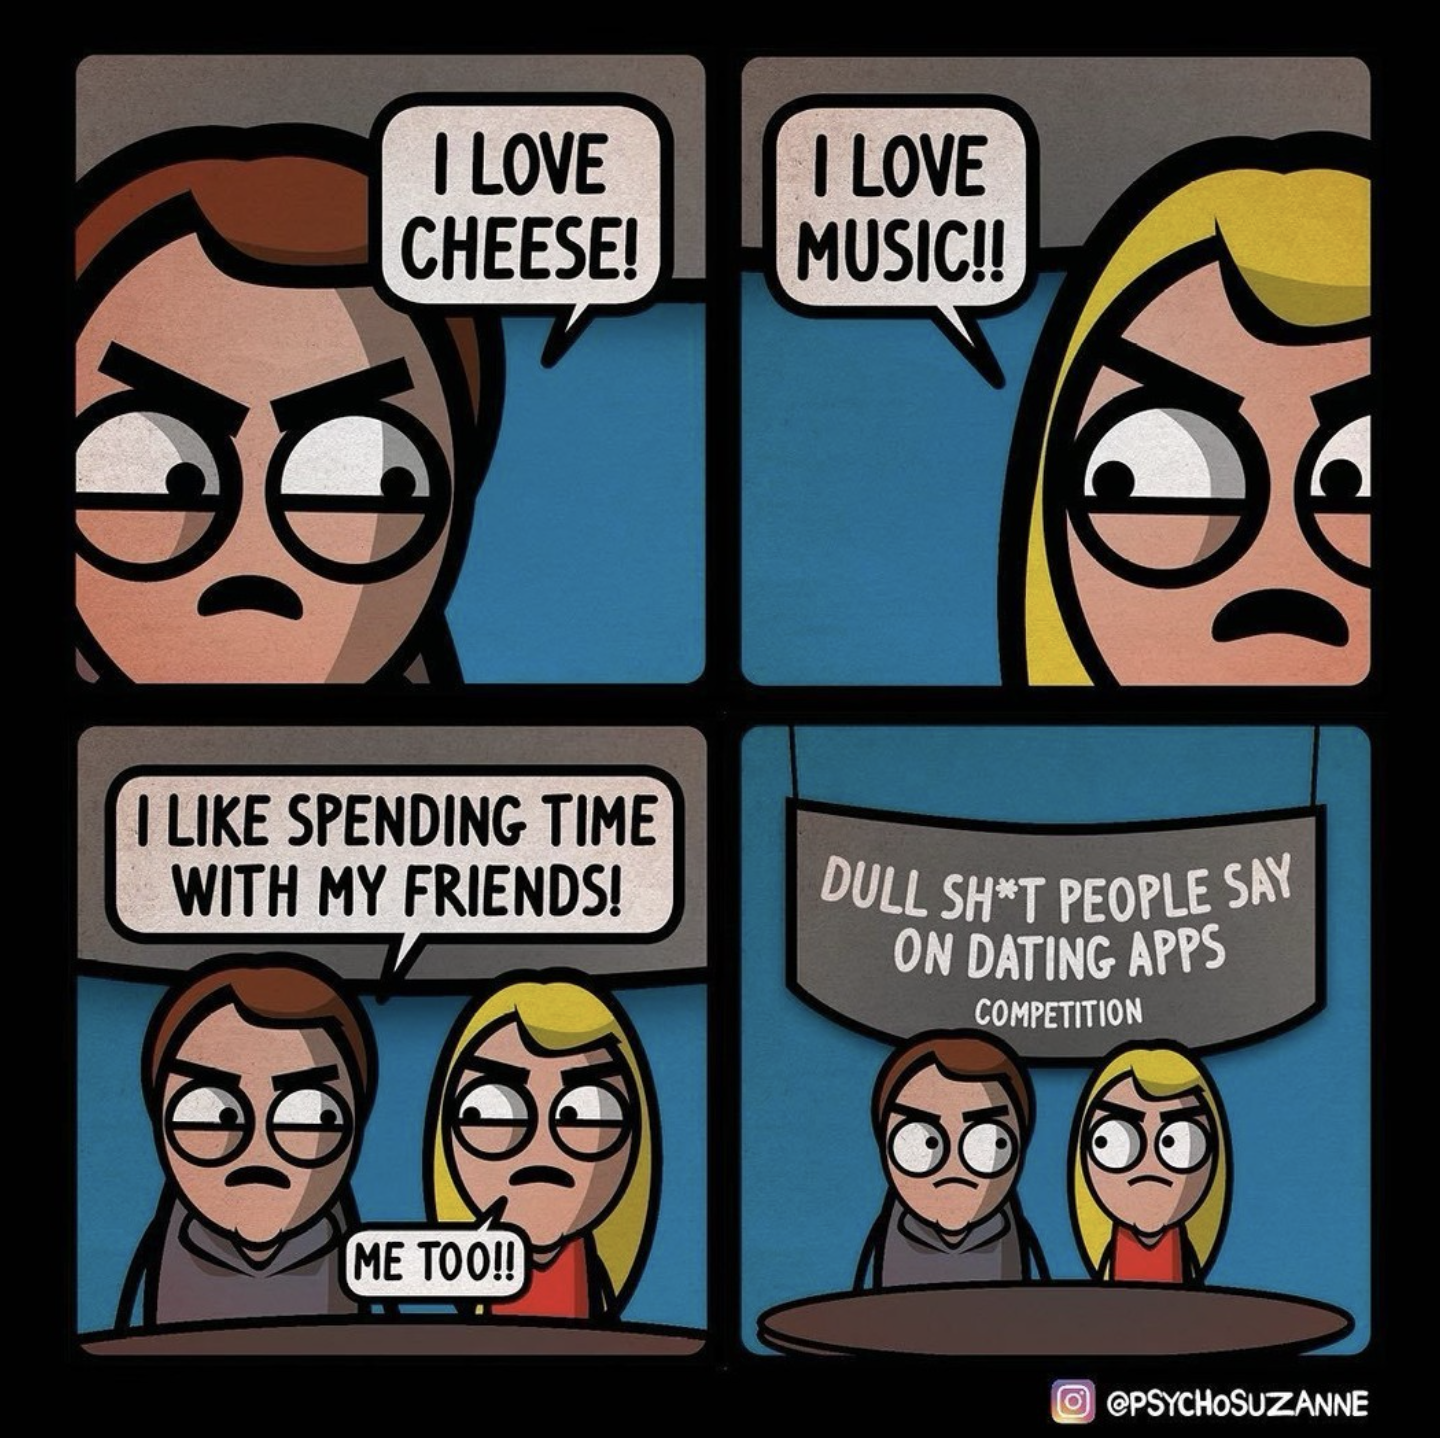 I LOVE
CHEESE!
I LOVE
MUSIC!!
I LIKE SPENDING TIME
WITH MY FRIENDS!
ME TOO!!
DULL SH*T PEOPLE SAY
ON DATING APPS
COMPETITION
@PSYCHOSUZANNE